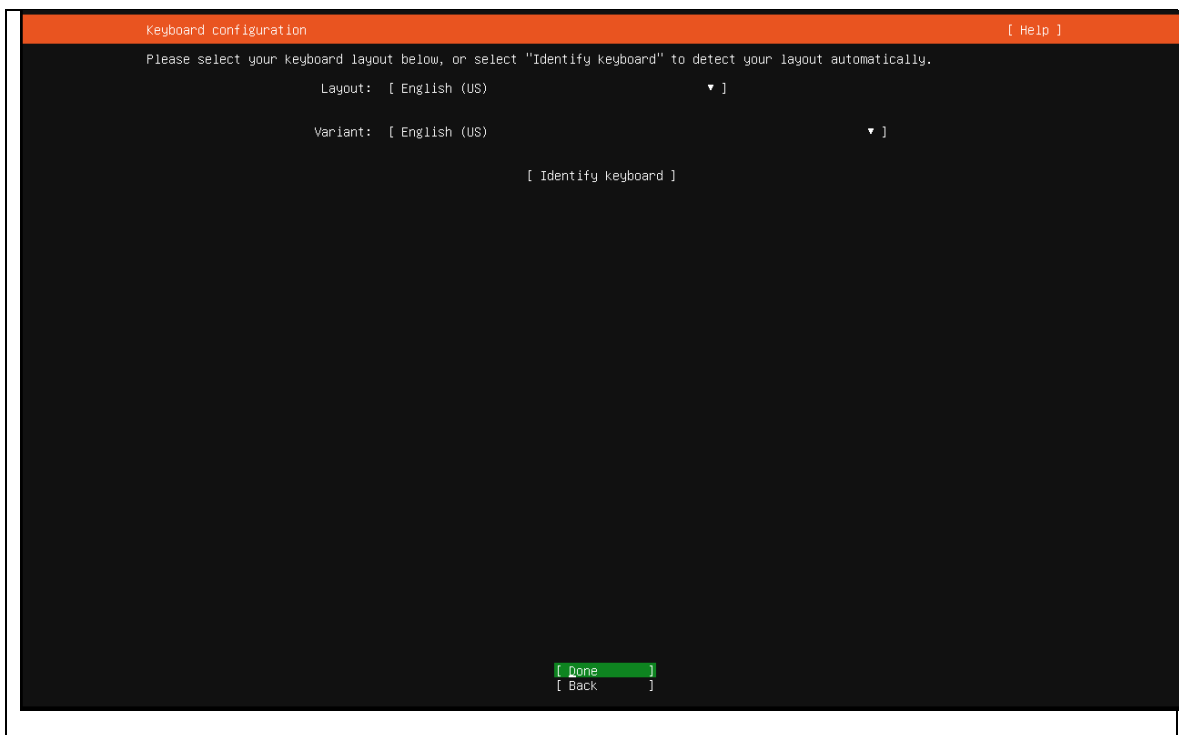 Keyboard configuration [ Help ]
Please select your keyboard layout below, or select "Identify keyboard" to detect your layout automatically.
Layout: [ English (US) ▾ ]
Variant: [ English (US) ▾ ]
[ Identify keyboard ]
[ Done ]
[ Back ]